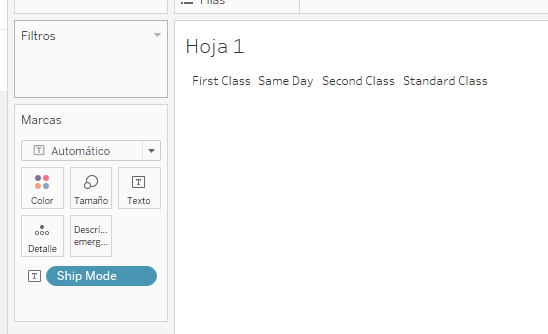 Filas
Filtros
Hoja 1
First Class Same Day Second Class Standard Class
Marcas
Automático
Color Tamaño Texto
Detalle Descri...
emerg...
Ship Mode